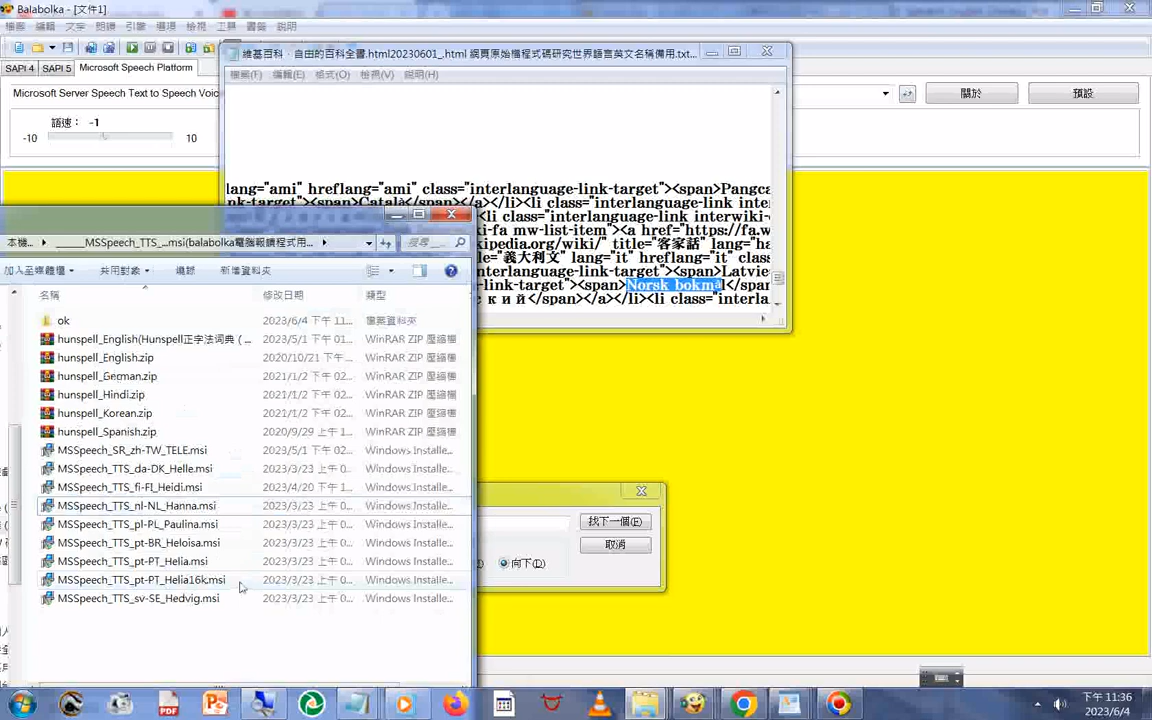 Balabolka - [文件1]
檔案 編輯 文字 朗讀 引擎 選項 檢視 工具 書籤 說明
SAPI 4 SAPI 5 Microsoft Speech Platform
Microsoft Server Speech Text to Speech Voic
關於
預設
語速： -1
-10
10
維基百科 · 自由的百科全書.html20230601_.html 網頁原始檔程式碼研究世界語言英文名稱備用.txt...
檔案(F) 編輯(E) 格式(O) 檢視(V) 說明(H)
lang="ami" hreflang="ami" class="interlanguage-link-target"><span>Pangca
nk-target"><span>Català</span></a></li><li class="interlanguage-link inter
s="interlanguage-link interwiki-
i-fa mw-list-item"><a href="https://fa.w
kipedia.org/wiki/" title="客家話" lang="ha
le="義大利文" lang="it" hreflang="it" class
nterlanguage-link-target"><span>Latvie
link-target"><span>Norsk bokmål</span
с к и й</span></a></li><li class="interla
本機...
______MSSpeech_TTS_...msi(balabolka電腦報讀程式用...
搜尋 ...
加入至媒體櫃 共用對象 燒錄 新增資料夾
名稱 修改日期 類型
ok 2023/6/4 下午 11... 檔案資料夾
hunspell_English(Hunspell正字法词典（... 2023/5/1 下午 01... WinRAR ZIP 壓縮檔
hunspell_English.zip 2020/10/21 下午 ... WinRAR ZIP 壓縮檔
hunspell_German.zip 2021/1/2 下午 02... WinRAR ZIP 壓縮檔
hunspell_Hindi.zip 2021/1/2 下午 02... WinRAR ZIP 壓縮檔
hunspell_Korean.zip 2021/1/2 下午 02... WinRAR ZIP 壓縮檔
hunspell_Spanish.zip 2020/9/29 上午 1... WinRAR ZIP 壓縮檔
MSSpeech_SR_zh-TW_TELE.msi 2023/5/1 下午 02... Windows Installe...
MSSpeech_TTS_da-DK_Helle.msi 2023/3/23 上午 0... Windows Installe...
MSSpeech_TTS_fi-FI_Heidi.msi 2023/4/20 下午 1... Windows Installe...
MSSpeech_TTS_nl-NL_Hanna.msi 2023/3/23 上午 0... Windows Installe...
MSSpeech_TTS_pl-PL_Paulina.msi 2023/3/23 上午 0... Windows Installe...
MSSpeech_TTS_pt-BR_Heloisa.msi 2023/3/23 上午 0... Windows Installe...
MSSpeech_TTS_pt-PT_Helia.msi 2023/3/23 上午 0... Windows Installe...
MSSpeech_TTS_pt-PT_Helia16k.msi 2023/3/23 上午 0... Windows Installe...
MSSpeech_TTS_sv-SE_Hedvig.msi 2023/3/23 上午 0... Windows Installe...
找下一個(F)
取消
向下(D)
下午 11:36
2023/6/4